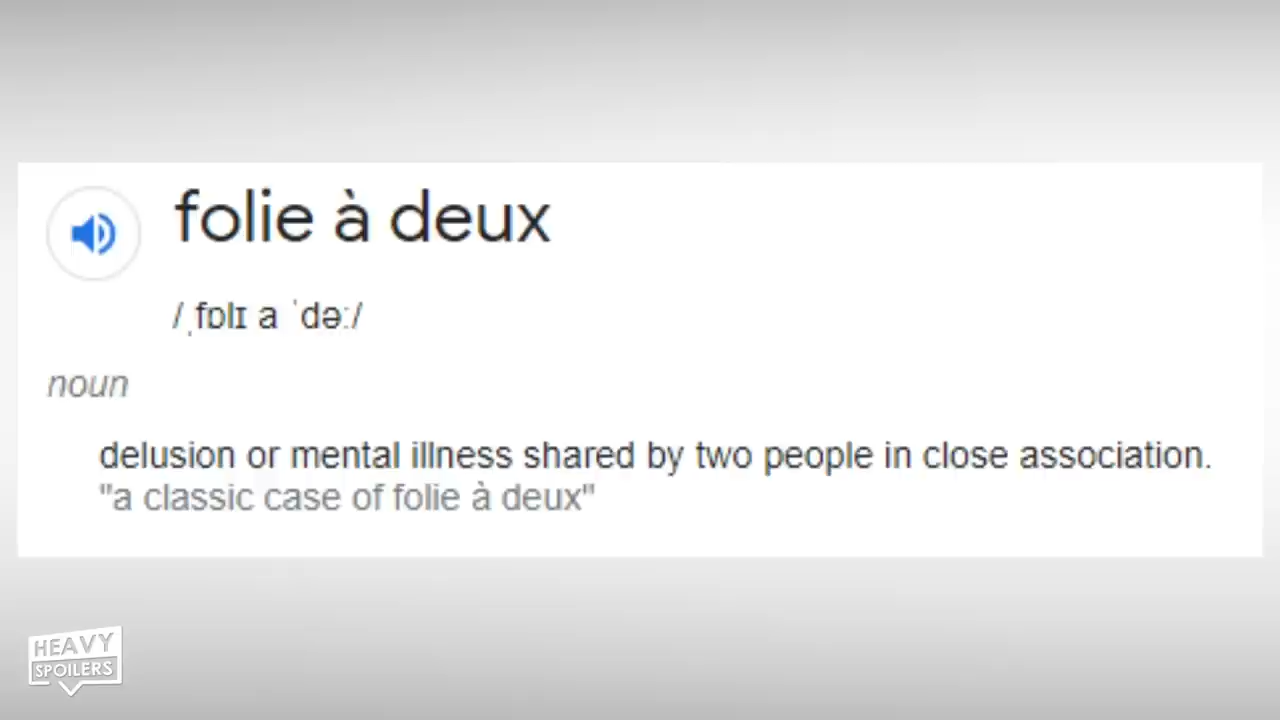 folie à deux
/ˌfɒlɪ a ˈdəː/
noun
delusion or mental illness shared by two people in close association.
"a classic case of folie à deux"
HEAVY
SPOILERS